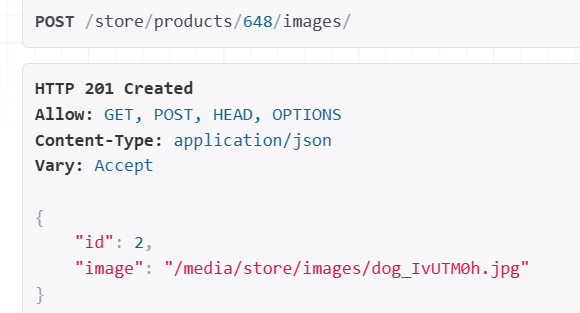 POST /store/products/648/images/
HTTP 201 Created
Allow: GET, POST, HEAD, OPTIONS
Content-Type: application/json
Vary: Accept
{
"id": 2,
"image": "/media/store/images/dog_IvUTM0h.jpg"
}